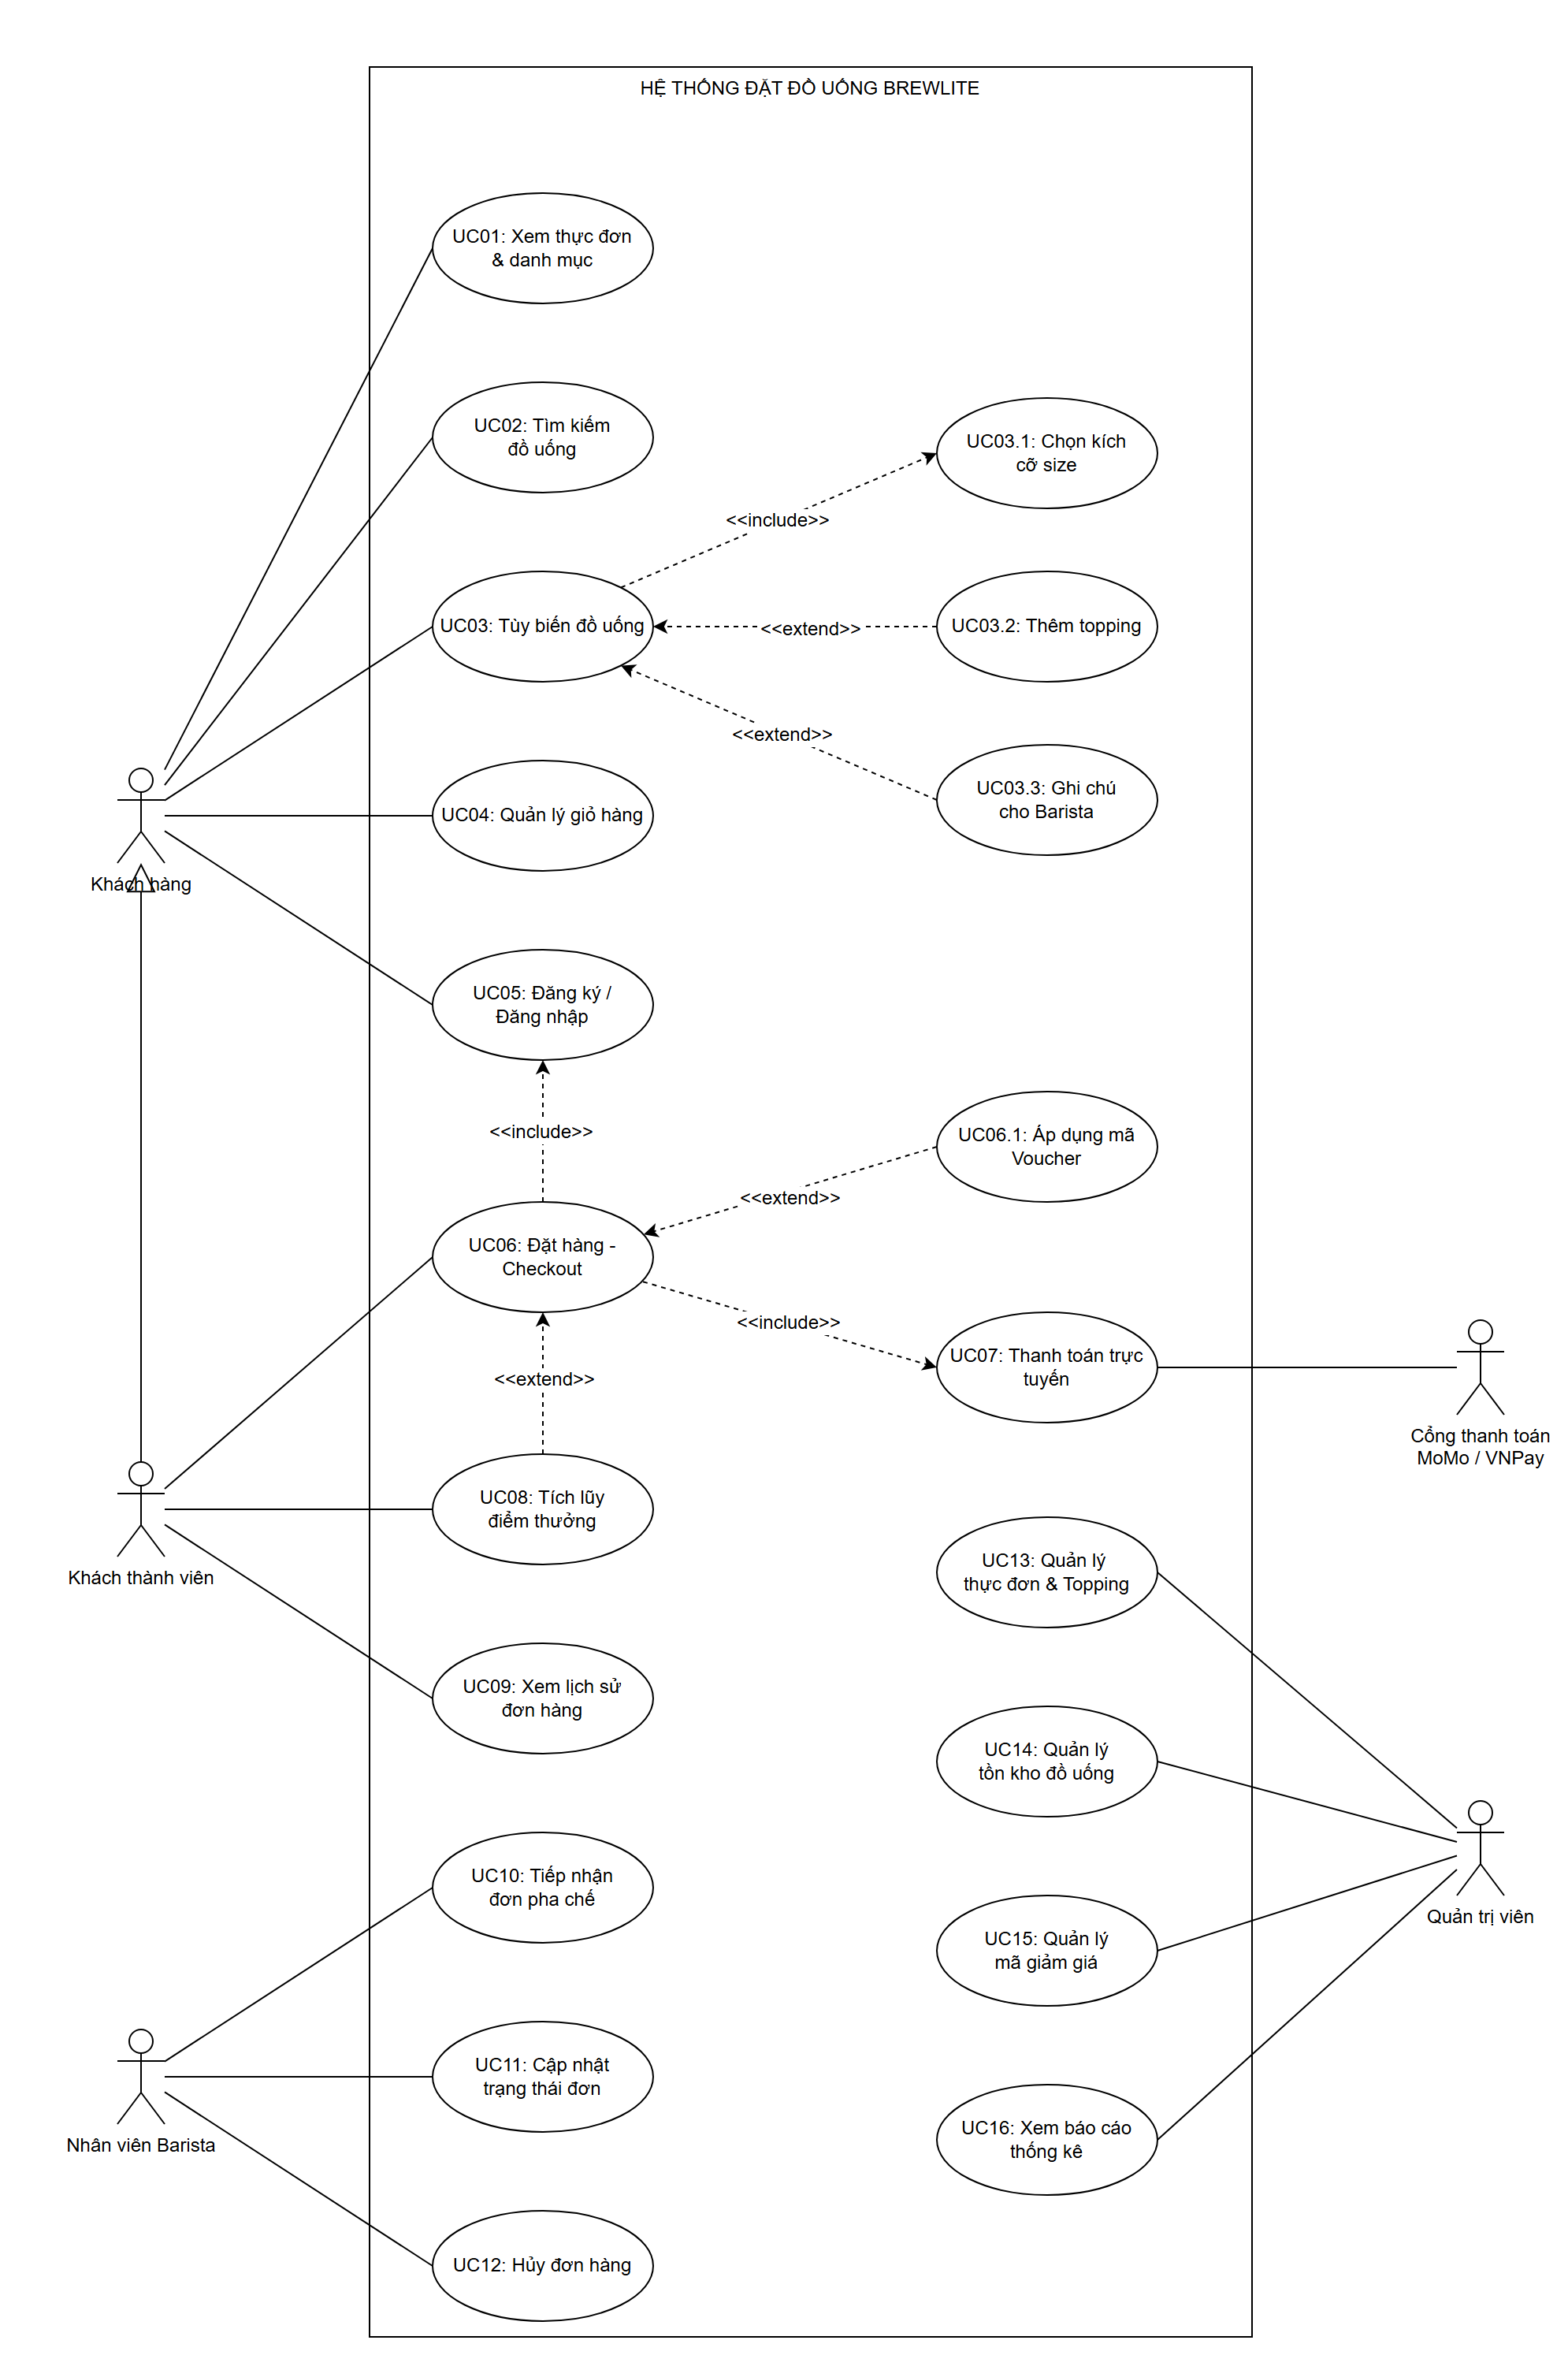 HỆ THỐNG ĐẶT ĐỒ UỐNG BREWLITE
UC01: Xem thực đơn
& danh mục
UC02: Tìm kiếm
đồ uống
UC03.1: Chọn kích
cỡ size
<<include>>
UC03: Tùy biến đồ uống
<<extend>>
UC03.2: Thêm topping
<<extend>>
UC03.3: Ghi chú
cho Barista
UC04: Quản lý giỏ hàng
Khách hàng
UC05: Đăng ký /
Đăng nhập
<<include>>
UC06.1: Áp dụng mã
Voucher
<<extend>>
UC06: Đặt hàng -
Checkout
<<include>>
UC07: Thanh toán trực
tuyến
<<extend>>
Cổng thanh toán
MoMo / VNPay
UC08: Tích lũy
điểm thưởng
Khách thành viên
UC13: Quản lý
thực đơn & Topping
UC09: Xem lịch sử
đơn hàng
UC14: Quản lý
tồn kho đồ uống
UC10: Tiếp nhận
đơn pha chế
Quản trị viên
UC15: Quản lý
mã giảm giá
UC11: Cập nhật
trạng thái đơn
Nhân viên Barista
UC16: Xem báo cáo
thống kê
UC12: Hủy đơn hàng